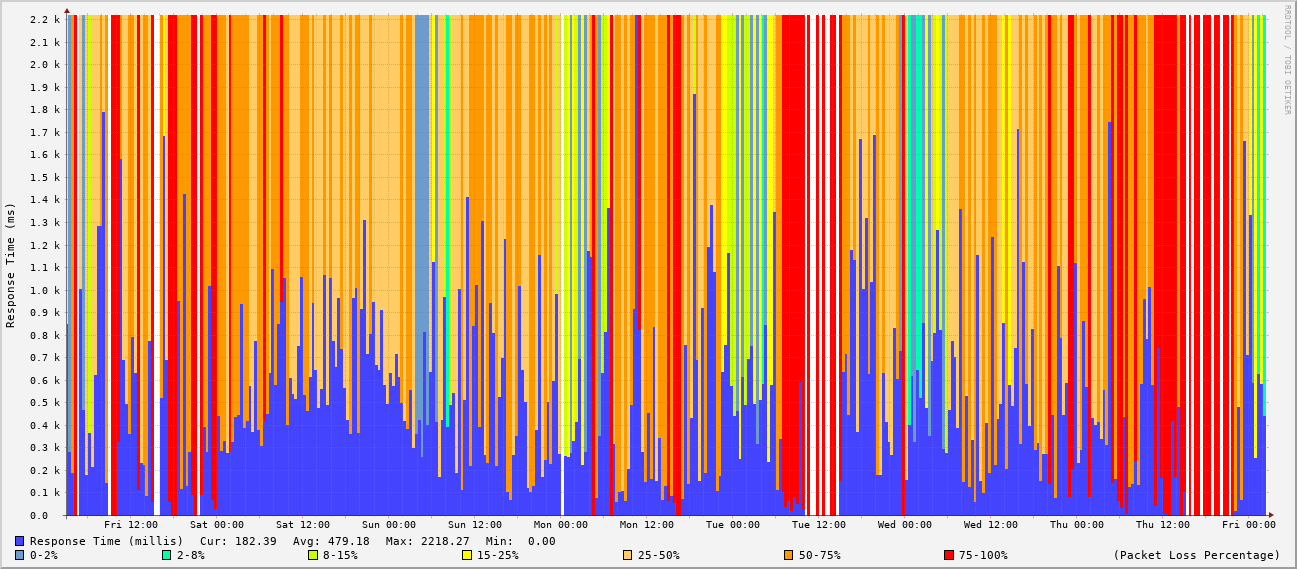 2.2 k
2.1 k
2.0 k
1.9 k
1.8 k
1.7 k
1.6 k
1.5 k
1.4 k
1.3 k
1.2 k
1.1 k
1.0 k
0.9 k
0.8 k
0.7 k
0.6 k
0.5 k
0.4 k
0.3 k
0.2 k
0.1 k
0.0
Response Time (ms)
RRDTOOL / TOBI OETIKER
Fri 12:00 Sat 00:00 Sat 12:00 Sun 00:00 Sun 12:00 Mon 00:00 Mon 12:00 Tue 00:00 Tue 12:00 Wed 00:00 Wed 12:00 Thu 00:00 Thu 12:00 Fri 00:00
Response Time (millis) Cur: 182.39 Avg: 479.18 Max: 2218.27 Min: 0.00
0-2% 2-8% 8-15% 15-25% 25-50% 50-75% 75-100% (Packet Loss Percentage)